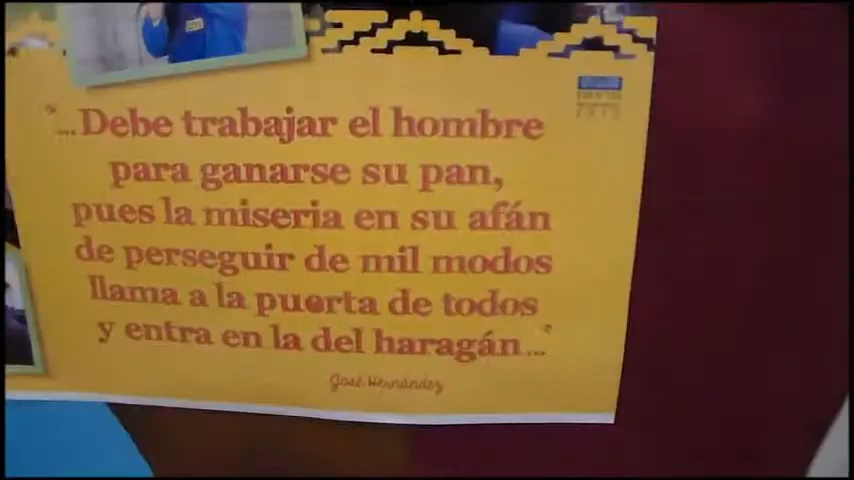 "...Debe trabajar el hombre
para ganarse su pan,
pues la miseria en su afán
de perseguir de mil modos
llama a la puerta de todos
y entra en la del haragán..."
José Hernández